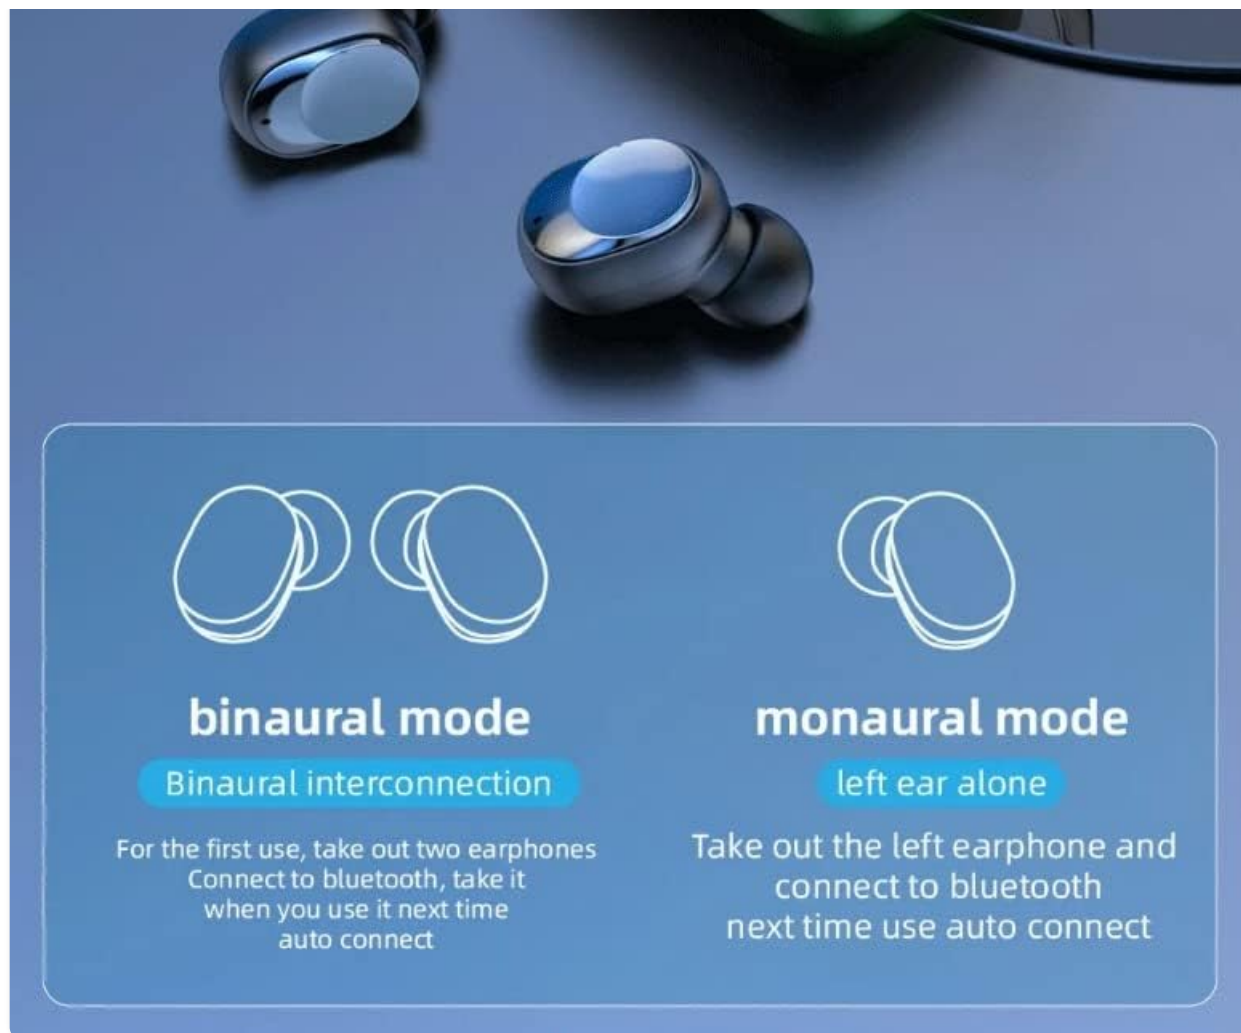 binaural mode
Binaural interconnection
For the first use, take out two earphones
Connect to bluetooth, take it
when you use it next time
auto connect
monaural mode
left ear alone
Take out the left earphone and
connect to bluetooth
next time use auto connect